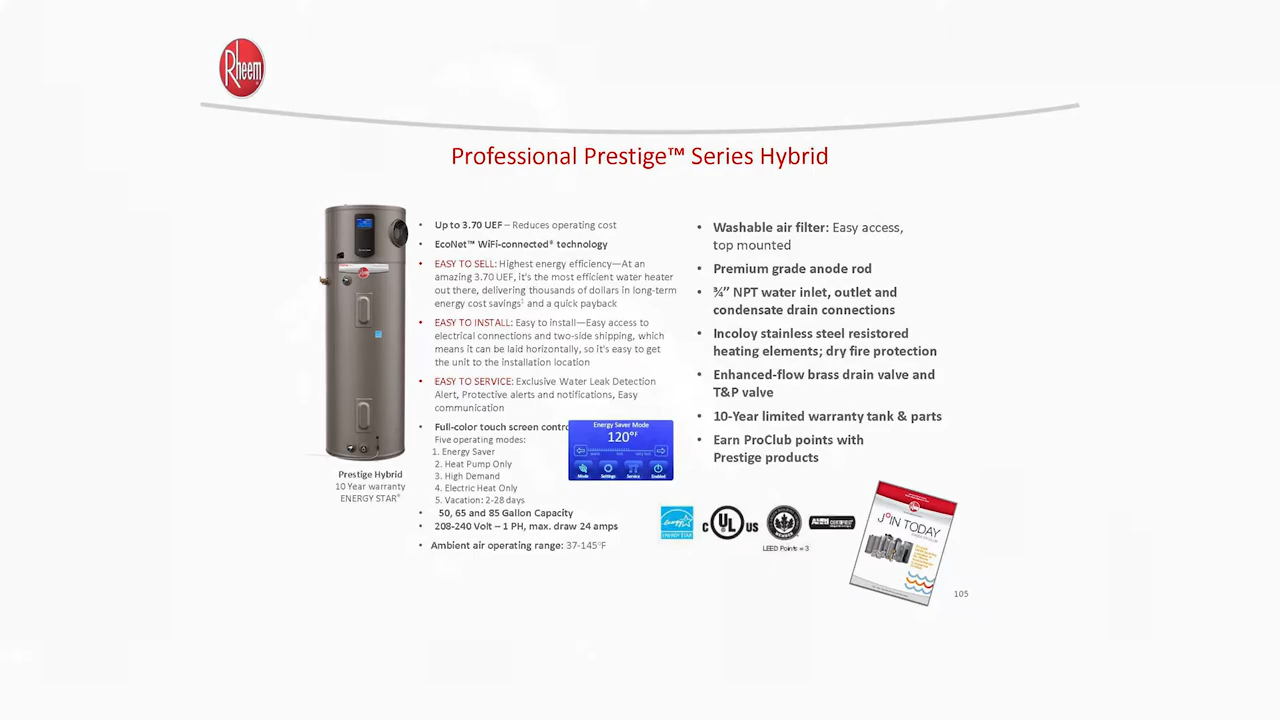 Rheem
Professional Prestige™ Series Hybrid
• Up to 3.70 UEF – Reduces operating cost
• EcoNet™ WiFi-connected® technology
• EASY TO SELL: Highest energy efficiency—At an
amazing 3.70 UEF, it's the most efficient water heater
out there, delivering thousands of dollars in long-term
energy cost savings‡ and a quick payback
• EASY TO INSTALL: Easy to install—Easy access to
electrical connections and two-side shipping, which
means it can be laid horizontally, so it's easy to get
the unit to the installation location
• EASY TO SERVICE: Exclusive Water Leak Detection
Alert, Protective alerts and notifications, Easy
communication
• Full-color touch screen contro
Five operating modes:
1. Energy Saver
2. Heat Pump Only
3. High Demand
4. Electric Heat Only
5. Vacation: 2-28 days
• 50, 65 and 85 Gallon Capacity
• 208-240 Volt – 1 PH, max. draw 24 amps
• Ambient air operating range: 37-145°F
Energy Saver Mode
120°F
Mode Settings Service Enabled
Prestige Hybrid
10 Year warranty
ENERGY STAR®
• Washable air filter: Easy access,
top mounted
• Premium grade anode rod
• ¾” NPT water inlet, outlet and
condensate drain connections
• Incoloy stainless steel resistored
heating elements; dry fire protection
• Enhanced-flow brass drain valve and
T&P valve
• 10-Year limited warranty tank & parts
• Earn ProClub points with
Prestige products
ENERGY STAR
C UL US
LEED Points = 3
JOIN TODAY
105